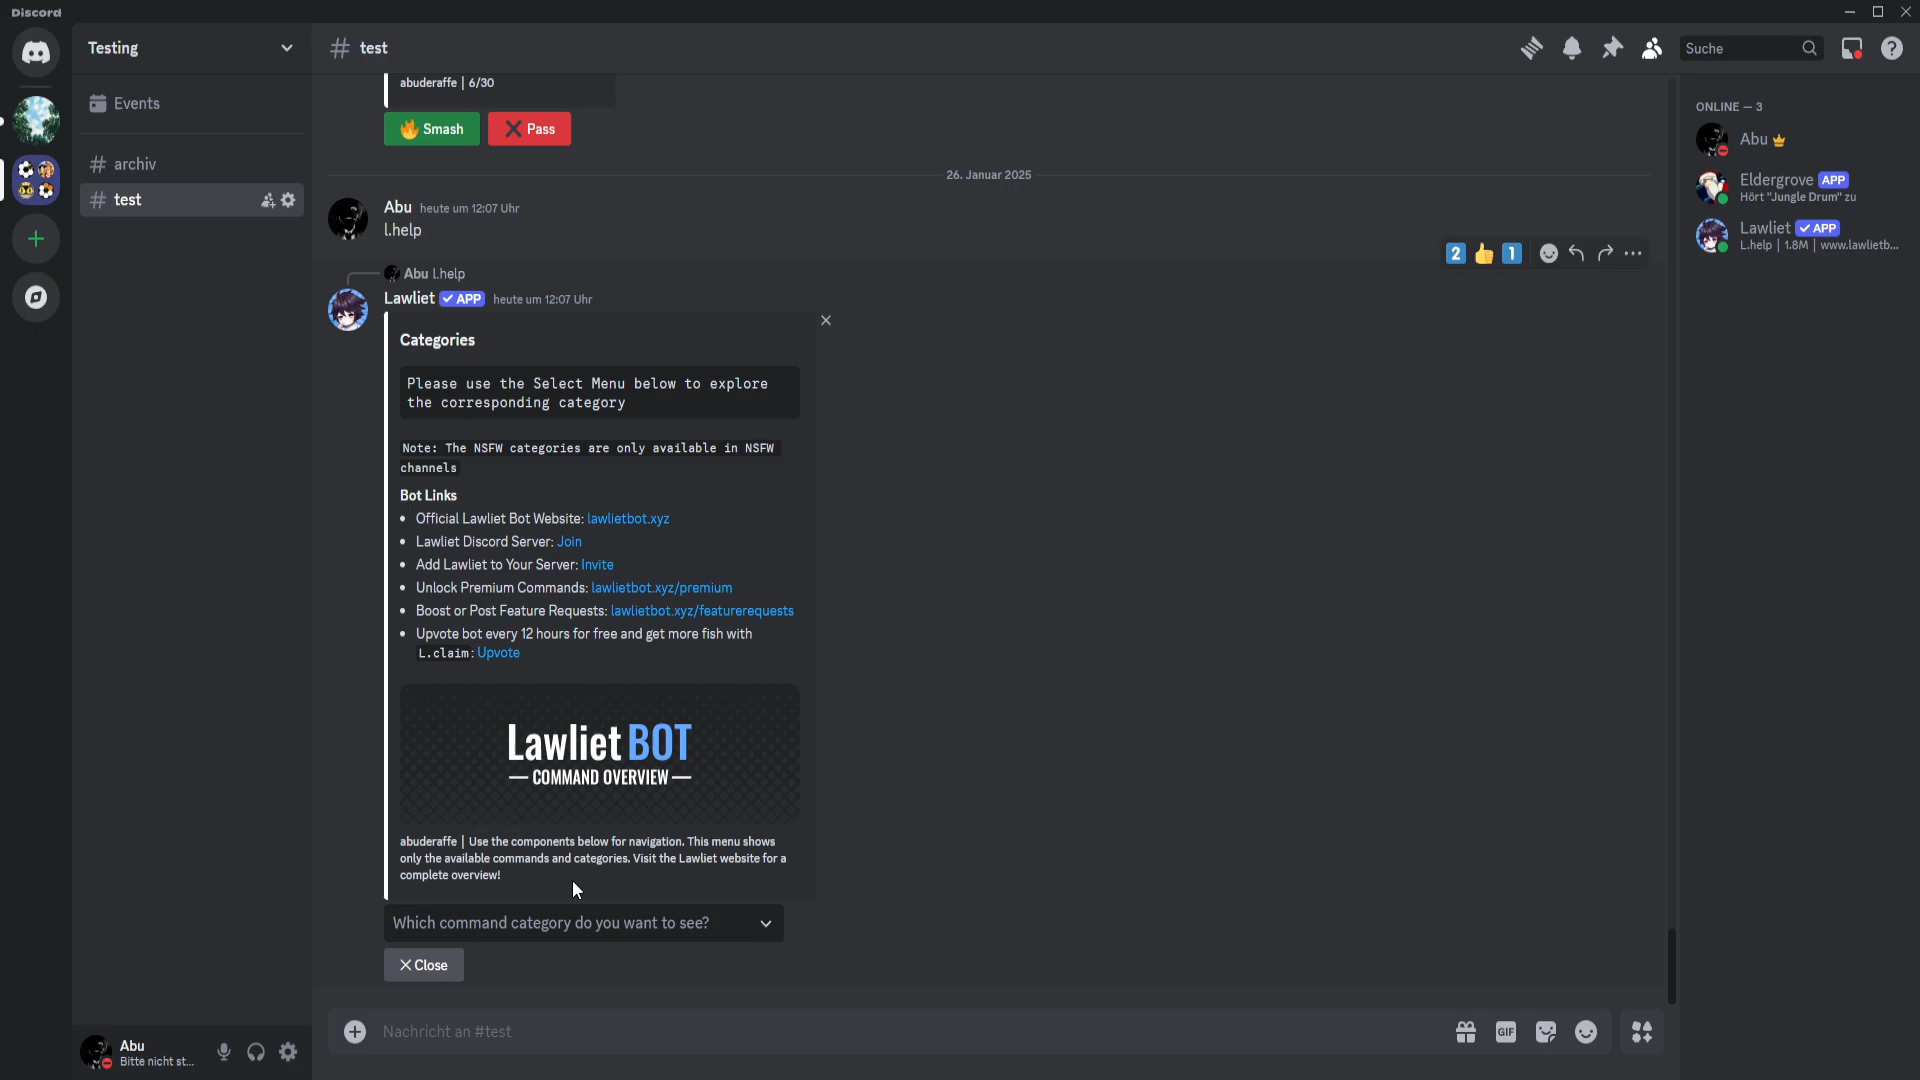 Discord
Testing
Events
archiv
test
test
Suche
abuderaffe | 6/30
Smash
Pass
26. Januar 2025
Abu heute um 12:07 Uhr
l.help
2
1
Abu l.help
Lawliet APP heute um 12:07 Uhr
Categories
Please use the Select Menu below to explore
the corresponding category
Note: The NSFW categories are only available in NSFW
channels
Bot Links
Official Lawliet Bot Website: lawlietbot.xyz
Lawliet Discord Server: Join
Add Lawliet to Your Server: Invite
Unlock Premium Commands: lawlietbot.xyz/premium
Boost or Post Feature Requests: lawlietbot.xyz/featurerequests
Upvote bot every 12 hours for free and get more fish with
L.claim: Upvote
Lawliet BOT
COMMAND OVERVIEW
abuderaffe | Use the components below for navigation. This menu shows
only the available commands and categories. Visit the Lawliet website for a
complete overview!
Which command category do you want to see?
Close
Nachricht an #test
GIF
Abu
Bitte nicht st...
ONLINE — 3
Abu
Eldergrove APP
Hört "Jungle Drum" zu
Lawliet APP
L.help | 1.8M | www.lawlietb...